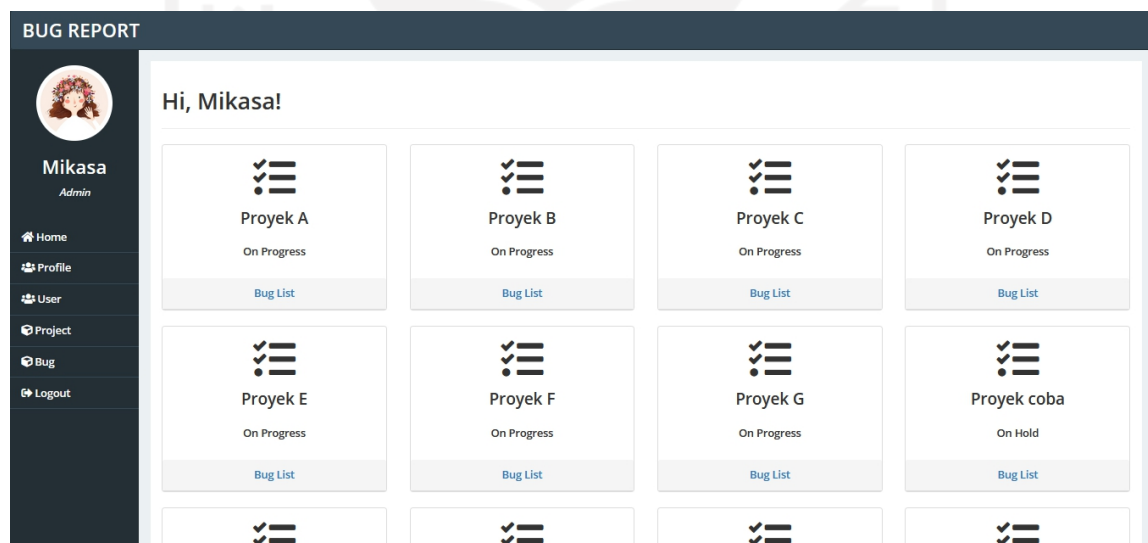 BUG REPORT
Mikasa
Admin
Home
Profile
User
Project
Bug
Logout
Hi, Mikasa!
Proyek A
On Progress
Bug List
Proyek B
On Progress
Bug List
Proyek C
On Progress
Bug List
Proyek D
On Progress
Bug List
Proyek E
On Progress
Bug List
Proyek F
On Progress
Bug List
Proyek G
On Progress
Bug List
Proyek coba
On Hold
Bug List